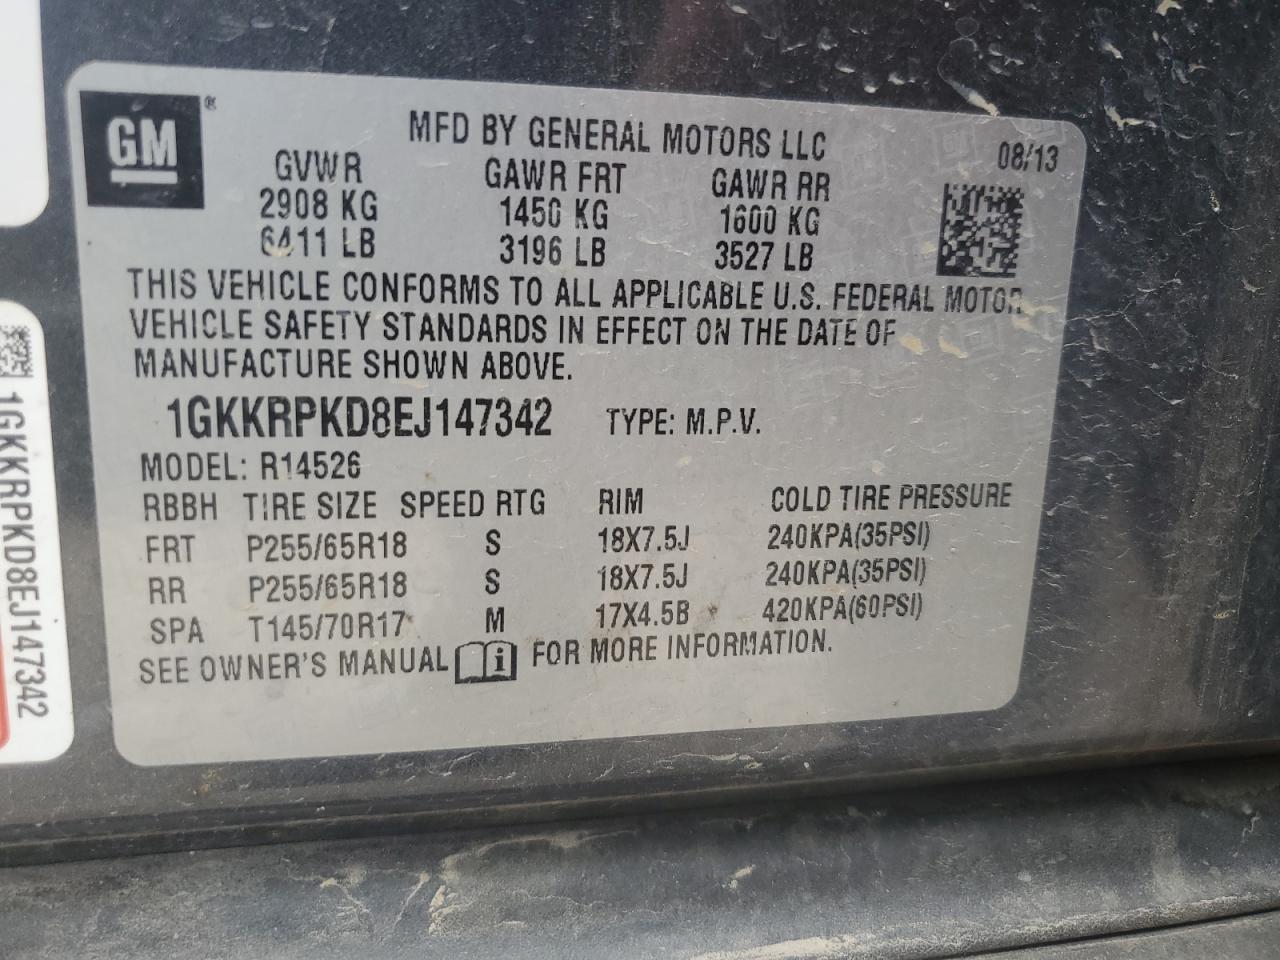 GM ®
MFD BY GENERAL MOTORS LLC
08/13
GVWR GAWR FRT GAWR RR
2908 KG 1450 KG 1600 KG
6411 LB 3196 LB 3527 LB
THIS VEHICLE CONFORMS TO ALL APPLICABLE U.S. FEDERAL MOTOR
VEHICLE SAFETY STANDARDS IN EFFECT ON THE DATE OF
MANUFACTURE SHOWN ABOVE.
1GKKRPKD8EJ147342 TYPE: M.P.V.
MODEL: R14526
RBBH TIRE SIZE SPEED RTG RIM COLD TIRE PRESSURE
FRT P255/65R18 S 18X7.5J 240KPA(35PSI)
RR P255/65R18 S 18X7.5J 240KPA(35PSI)
SPA T145/70R17 M 17X4.5B 420KPA(60PSI)
SEE OWNER'S MANUAL i FOR MORE INFORMATION.
1GKKRPKD8EJ147342